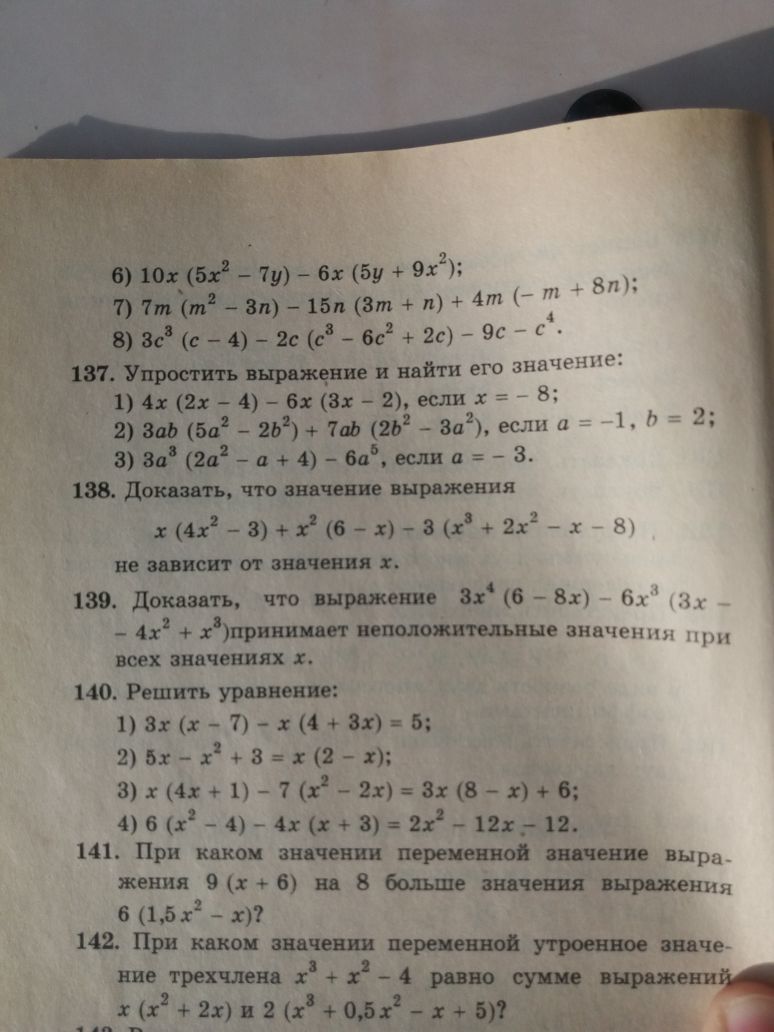 6) 10x (5x² − 7y) − 6x (5y + 9x²);
7) 7m (m² − 3n) − 15n (3m + n) + 4m (− m + 8n);
8) 3c³ (c − 4) − 2c (c³ − 6c² + 2c) − 9c − c⁴.
137. Упростить выражение и найти его значение:
1) 4x (2x − 4) − 6x (3x − 2), если x = − 8;
2) 3ab (5a² − 2b²) + 7ab (2b² − 3a²), если a = −1, b = 2;
3) 3a³ (2a² − a + 4) − 6a⁵, если a = − 3.
138. Доказать, что значение выражения
x (4x² − 3) + x² (6 − x) − 3 (x³ + 2x² − x − 8)
не зависит от значения x.
139. Доказать, что выражение 3x⁴ (6 − 8x) − 6x³ (3x −
− 4x² + x³)принимает неположительные значения при
всех значениях x.
140. Решить уравнение:
1) 3x (x − 7) − x (4 + 3x) = 5;
2) 5x − x² + 3 = x (2 − x);
3) x (4x + 1) − 7 (x² − 2x) = 3x (8 − x) + 6;
4) 6 (x² − 4) − 4x (x + 3) = 2x² − 12x − 12.
141. При каком значении переменной значение выра-
жения 9 (x + 6) на 8 больше значения выражения
6 (1,5x² − x)?
142. При каком значении переменной утроенное значе-
ние трехчлена x³ + x² − 4 равно сумме выражений
x (x² + 2x) и 2 (x³ + 0,5x² − x + 5)?